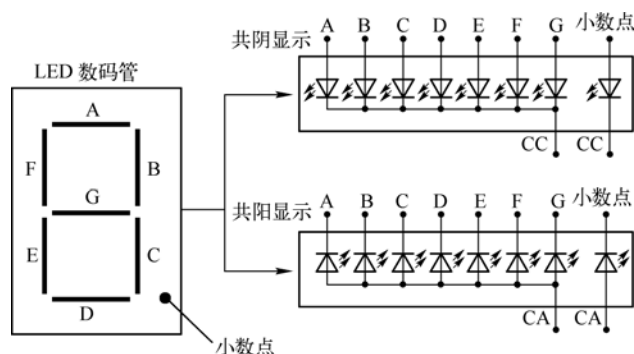 共阴显示 A B C D E F G 小数点
CC CC
LED 数码管
A
F B
G
E C
D
小数点
共阳显示 A B C D E F G 小数点
CA CA